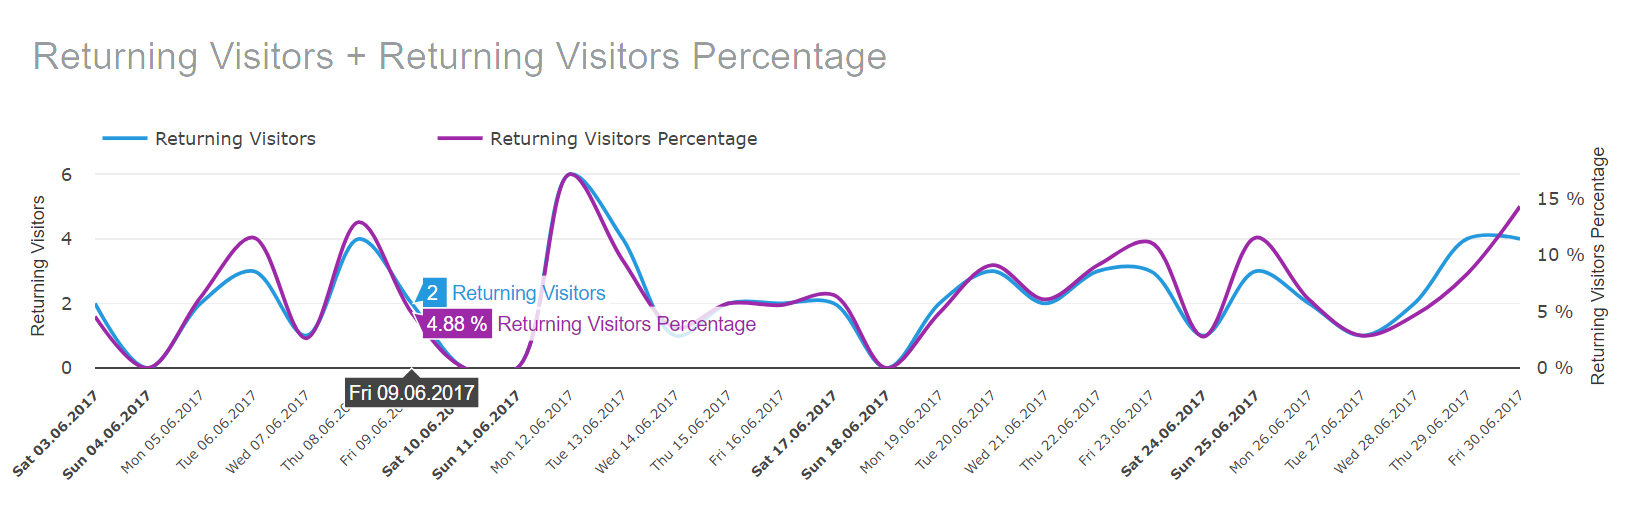 Returning Visitors + Returning Visitors Percentage
Returning Visitors
Returning Visitors Percentage
Returning Visitors
6
4
2
0
Returning Visitors Percentage
15 %
10 %
5 %
0 %
2 Returning Visitors
4.88 % Returning Visitors Percentage
Fri 09.06.2017
Sat 03.06.2017
Sun 04.06.2017
Mon 05.06.2017
Tue 06.06.2017
Wed 07.06.2017
Thu 08.06.20
Fri 09.06.20
Sat 10.06.20
Sun 11.06.2017
Mon 12.06.2017
Tue 13.06.2017
Wed 14.06.2017
Thu 15.06.2017
Fri 16.06.2017
Sat 17.06.2017
Sun 18.06.2017
Mon 19.06.2017
Tue 20.06.2017
Wed 21.06.2017
Thu 22.06.2017
Fri 23.06.2017
Sat 24.06.2017
Sun 25.06.2017
Mon 26.06.2017
Tue 27.06.2017
Wed 28.06.2017
Thu 29.06.2017
Fri 30.06.2017